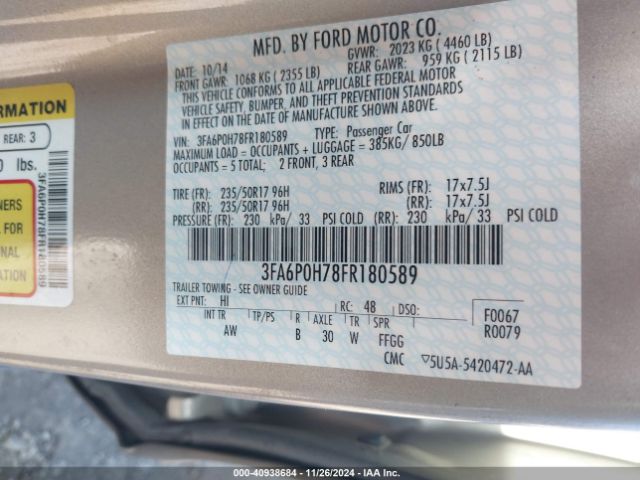 MFD. BY FORD MOTOR CO.
DATE: 10/14
GVWR: 2023 KG ( 4460 LB)
FRONT GAWR: 1068 KG ( 2355 LB)
REAR GAWR: 959 KG ( 2115 LB)
THIS VEHICLE CONFORMS TO ALL APPLICABLE FEDERAL MOTOR
VEHICLE SAFETY, BUMPER, AND THEFT PREVENTION STANDARDS
IN EFFECT ON THE DATE OF MANUFACTURE SHOWN ABOVE.
VIN: 3FA6P0H78FR180589 TYPE: Passenger Car
MAXIMUM LOAD = OCCUPANTS + LUGGAGE = 385KG/ 850LB
OCCUPANTS = 5 TOTAL; 2 FRONT, 3 REAR
TIRE (FR): 235/50R17 96H RIMS (FR): 17x7.5J
(RR): 235/50R17 96H (RR): 17x7.5J
PRESSURE (FR): 230 kPa/ 33 PSI COLD (RR): 230 kPa/ 33 PSI COLD
3FA6P0H78FR180589
TRAILER TOWING - SEE OWNER GUIDE
EXT PNT: HI RC: 48 DSO: F0067
INT TR TP/PS R AXLE TR SPR R0079
AW B 30 W FFGG
CMC ▽5U5A-5420472-AA
ORMATION
REAR: 3
0 lbs.
NERS
FOR
NAL
ATION
3FA6P0H78FR180589
000-40938684 | 11/26/2024 | IAA Inc.